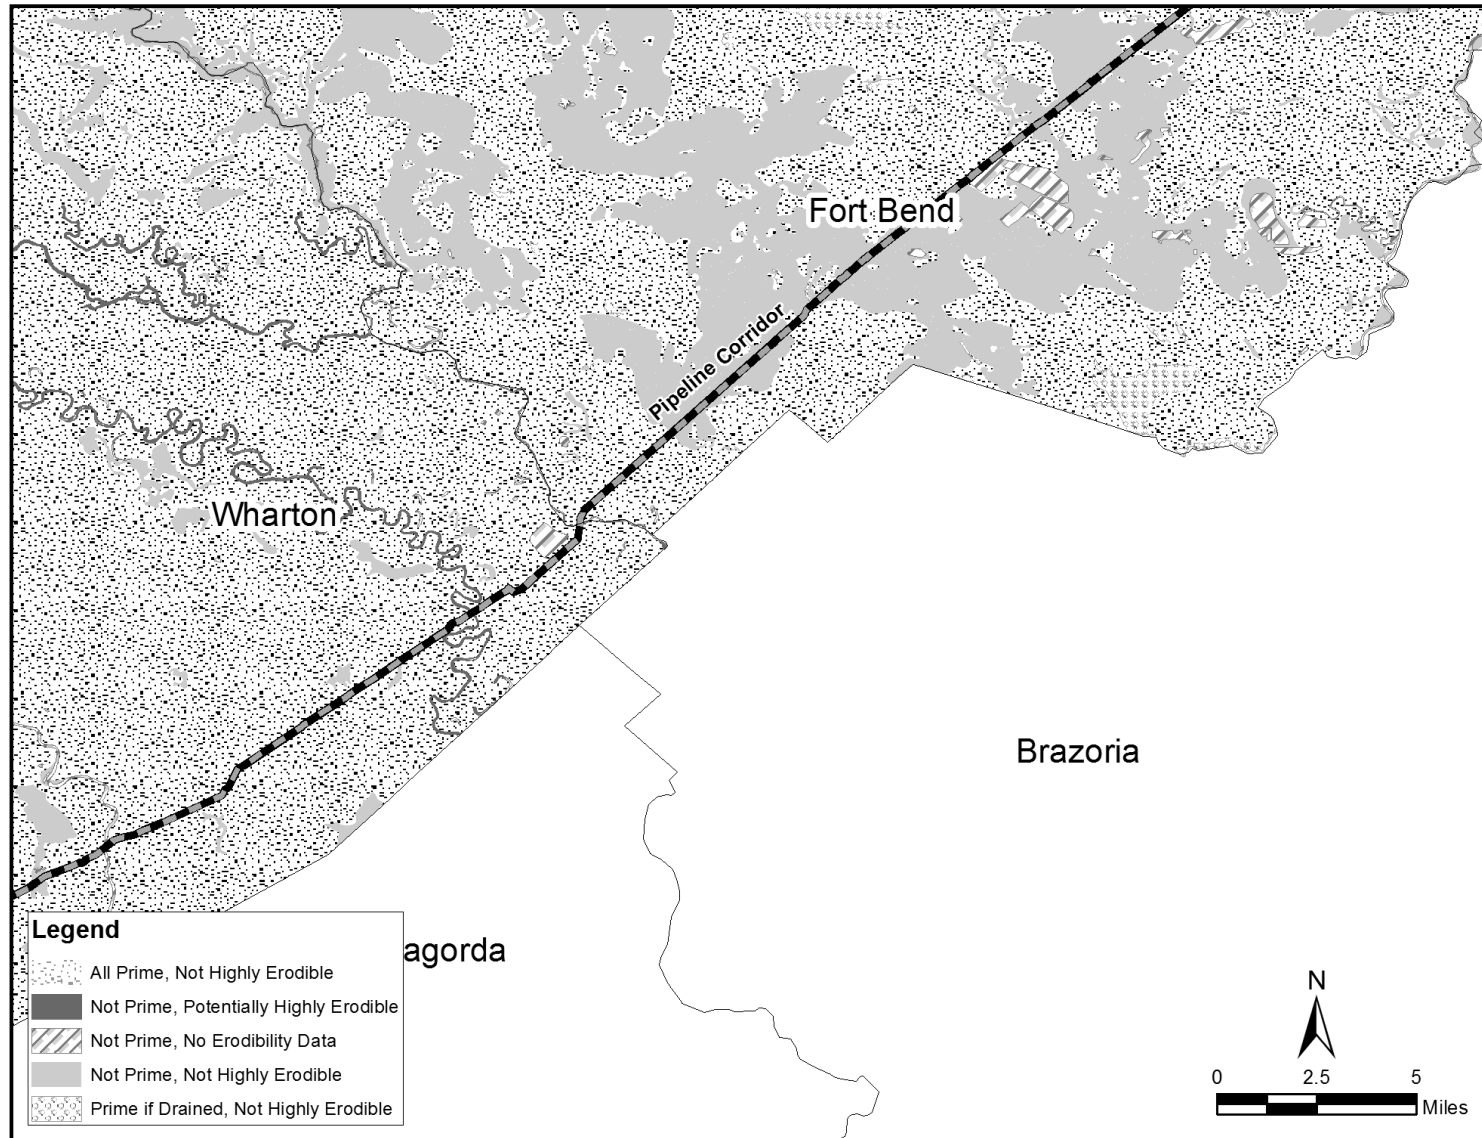 Fort Bend
Pipeline Corridor
Wharton
Brazoria
agorda
Legend
All Prime, Not Highly Erodible
Not Prime, Potentially Highly Erodible
Not Prime, No Erodibility Data
Not Prime, Not Highly Erodible
Prime if Drained, Not Highly Erodible
N
0 2.5 5
Miles